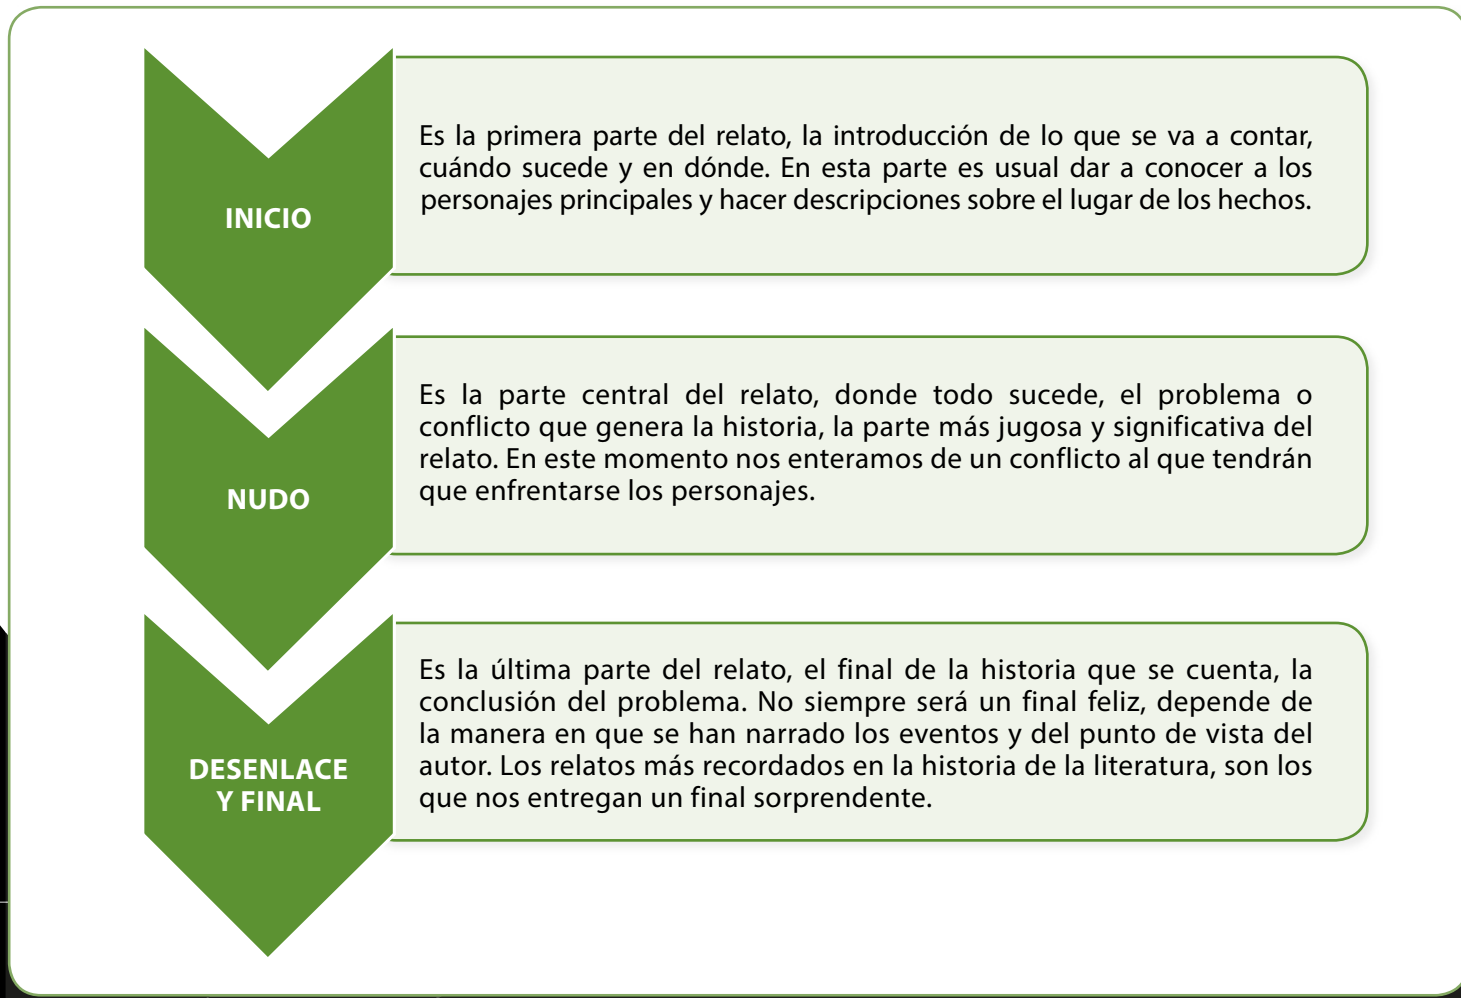 INICIO
Es la primera parte del relato, la introducción de lo que se va a contar,
cuándo sucede y en dónde. En esta parte es usual dar a conocer a los
personajes principales y hacer descripciones sobre el lugar de los hechos.
NUDO
Es la parte central del relato, donde todo sucede, el problema o
conflicto que genera la historia, la parte más jugosa y significativa del
relato. En este momento nos enteramos de un conflicto al que tendrán
que enfrentarse los personajes.
DESENLACE
Y FINAL
Es la última parte del relato, el final de la historia que se cuenta, la
conclusión del problema. No siempre será un final feliz, depende de
la manera en que se han narrado los eventos y del punto de vista del
autor. Los relatos más recordados en la historia de la literatura, son los
que nos entregan un final sorprendente.